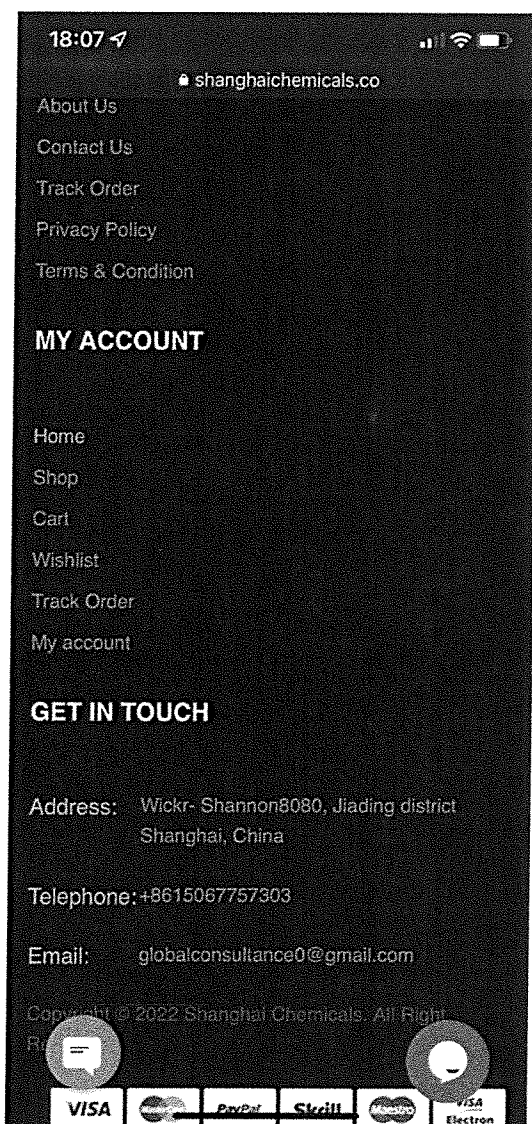 18:07
shanghaichemicals.co
About Us
Contact Us
Track Order
Privacy Policy
Terms & Condition
MY ACCOUNT
Home
Shop
Cart
Wishlist
Track Order
My account
GET IN TOUCH
Address: Wickr- Shannon8080, Jiading district
Shanghai, China
Telephone: +8615067757303
Email: globalconsultance0@gmail.com
Copyright © 2022 Shanghai Chemicals. All Right
VISA PayPal Skrill Maestro VISA
Electron